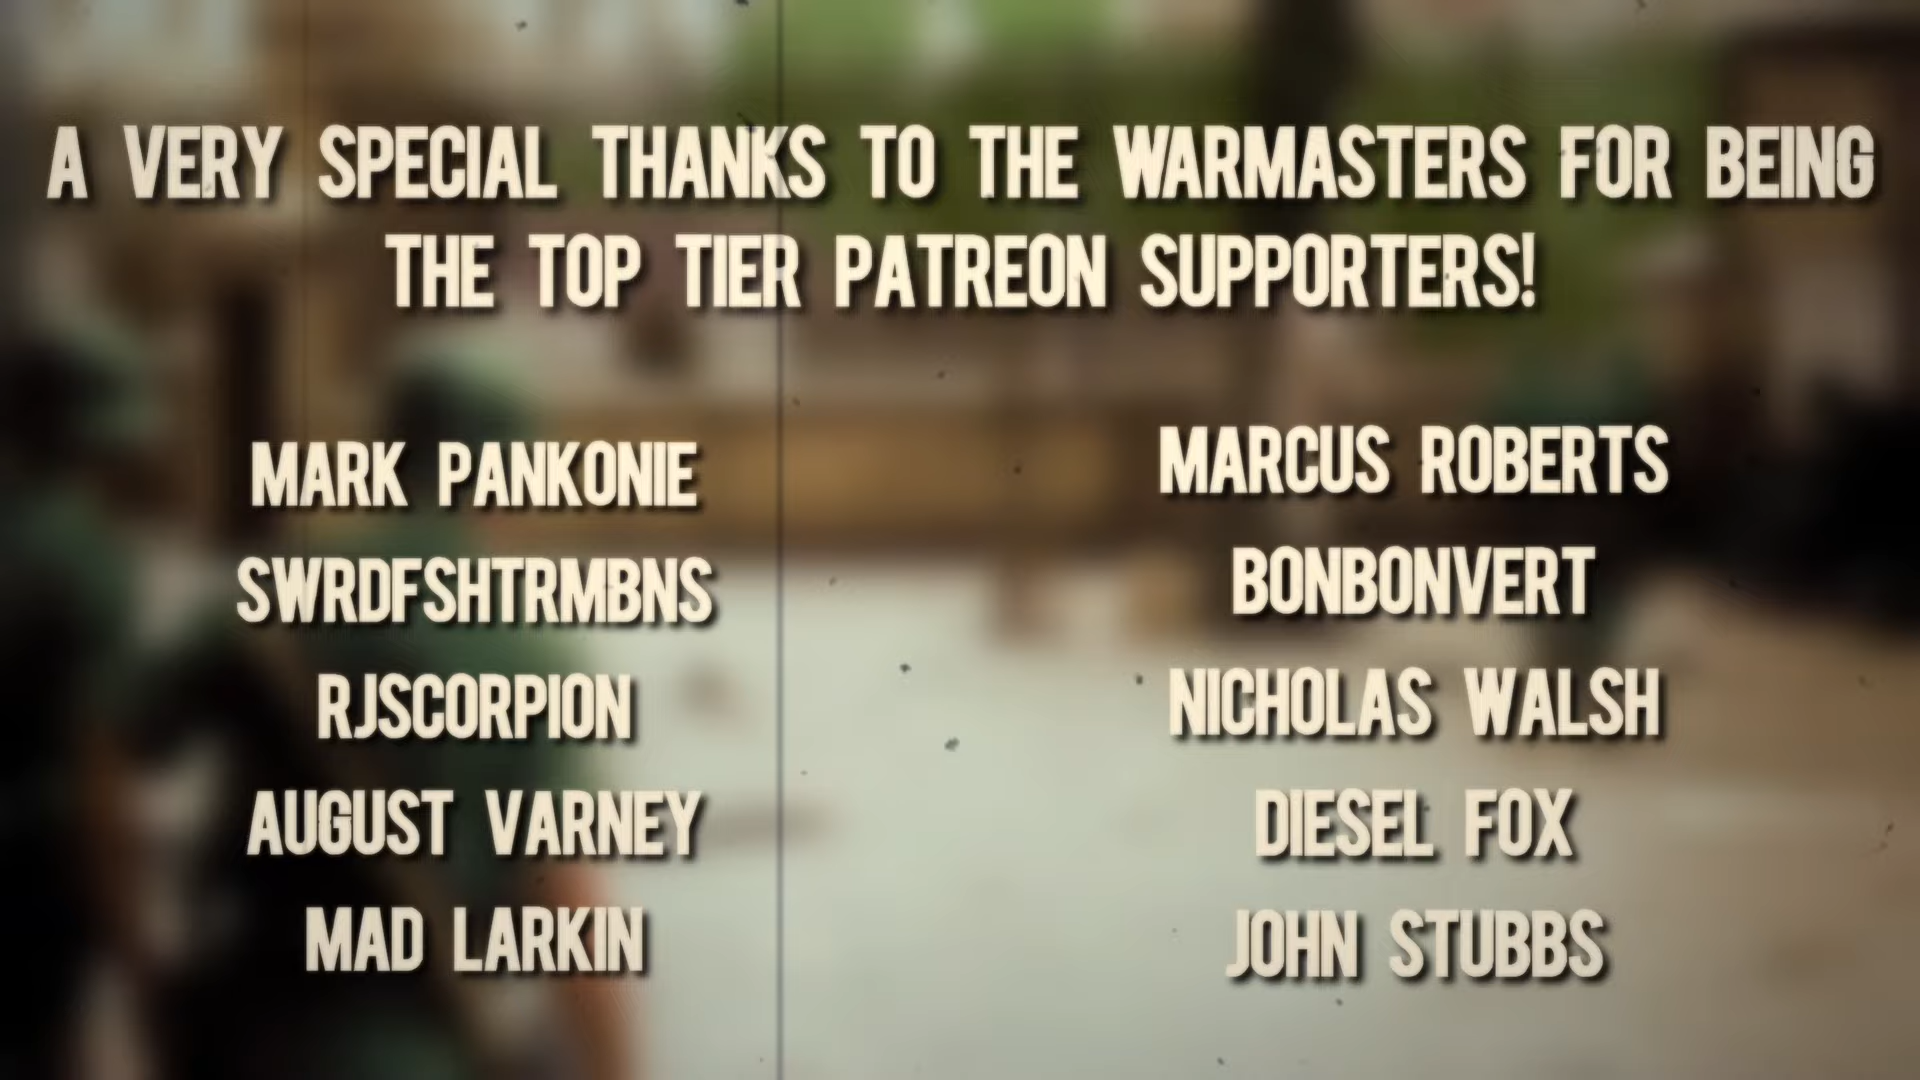 A VERY SPECIAL THANKS TO THE WARMASTERS FOR BEING
THE TOP TIER PATREON SUPPORTERS!
MARK PANKONIE
SWRDFSHTRMBNS
RJSCORPION
AUGUST VARNEY
MAD LARKIN
MARCUS ROBERTS
BONBONVERT
NICHOLAS WALSH
DIESEL FOX
JOHN STUBBS